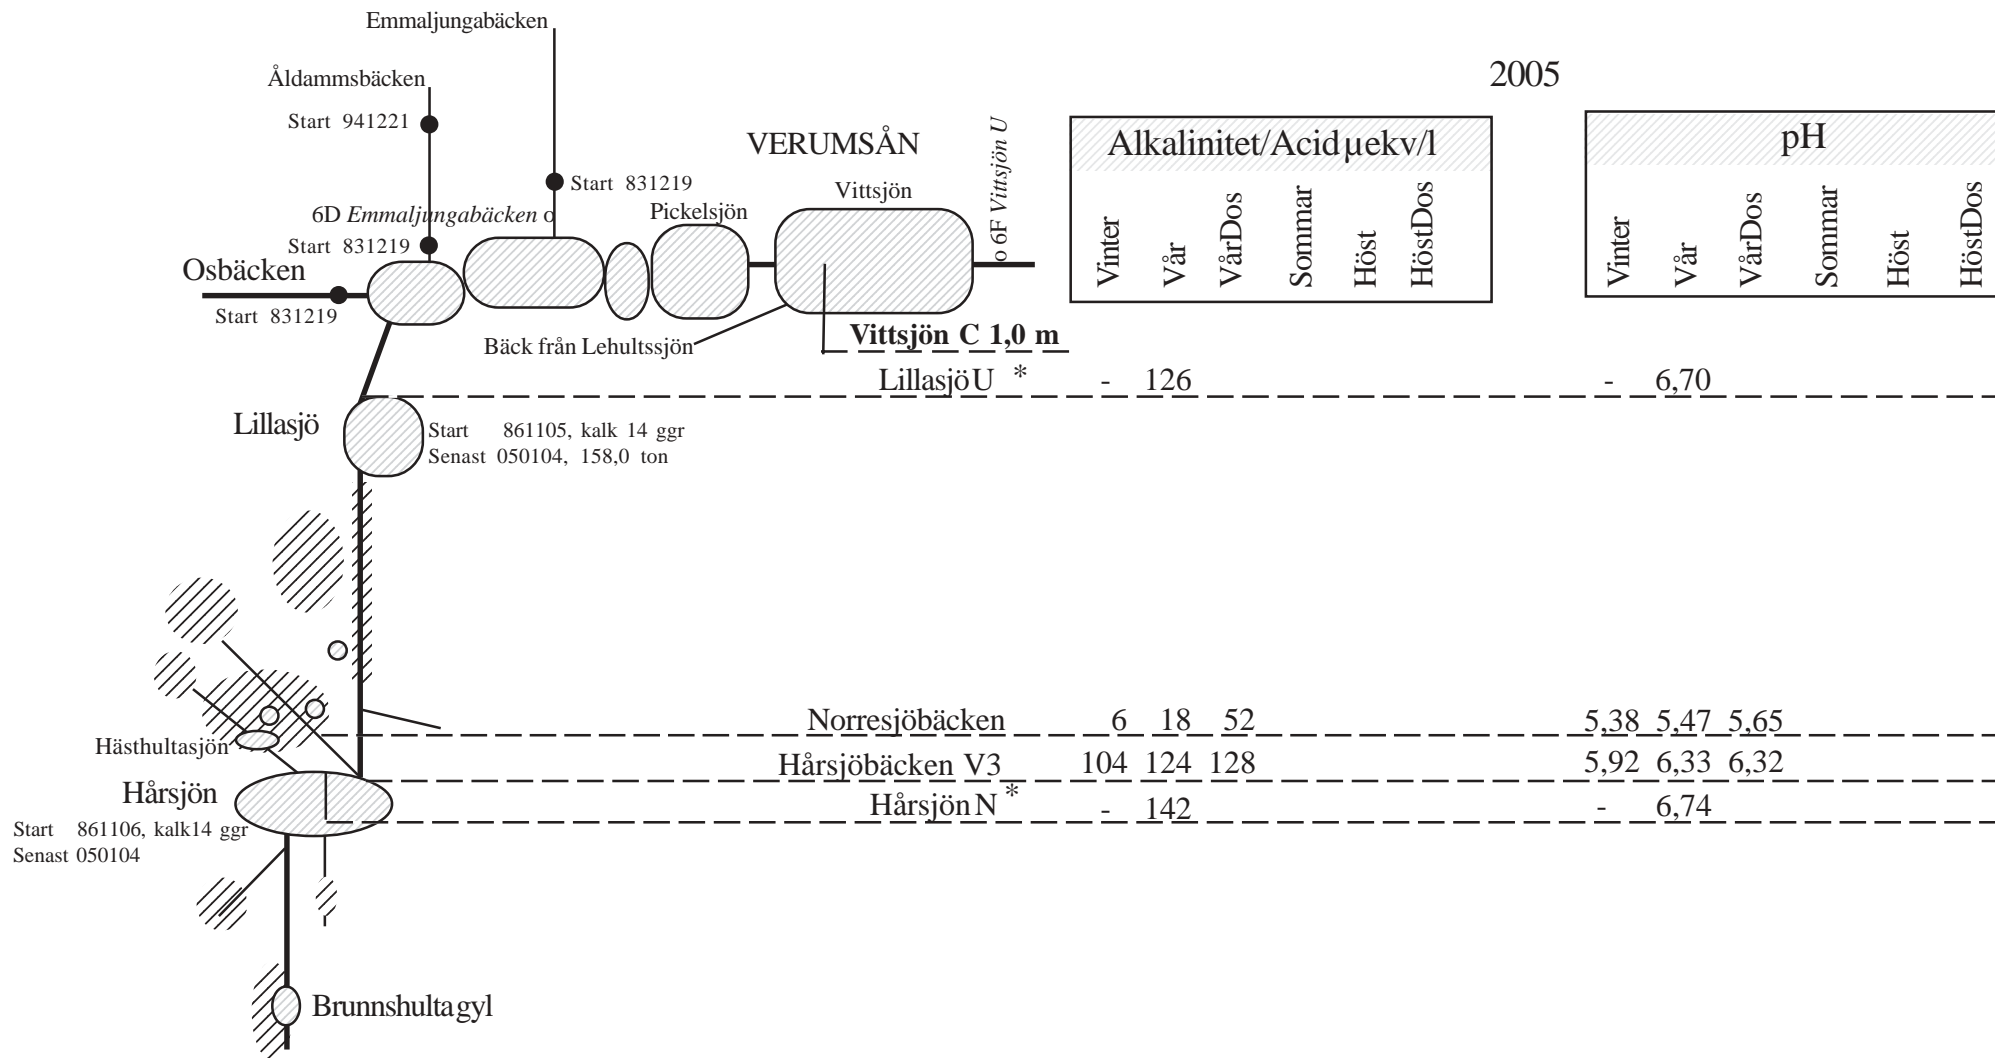 Emmaljungabäcken
2005
Åldammsbäcken
Start 941221
VERUMSÅN
o 6F Vittsjön U
Alkalinitet/Acid µekv/l
pH
Start 831219
Vittsjön
6D Emmaljungabäcken o
Pickelsjön
Start 831219
Osbäcken
Start 831219
Vinter Vår VårDos Sommar Höst HöstDos
Vinter Vår VårDos Sommar Höst HöstDos
Bäck från Lehultssjön
Vittsjön C 1,0 m
Lillasjö U * - 126 - 6,70
Lillasjö
Start 861105, kalk 14 ggr
Senast 050104, 158,0 ton
Norresjöbäcken 6 18 52 5,38 5,47 5,65
Hästhultasjön
Hårsjöbäcken V3 104 124 128 5,92 6,33 6,32
Hårsjön
Hårsjön N * - 142 - 6,74
Start 861106, kalk14 ggr
Senast 050104
Brunnshultagyl